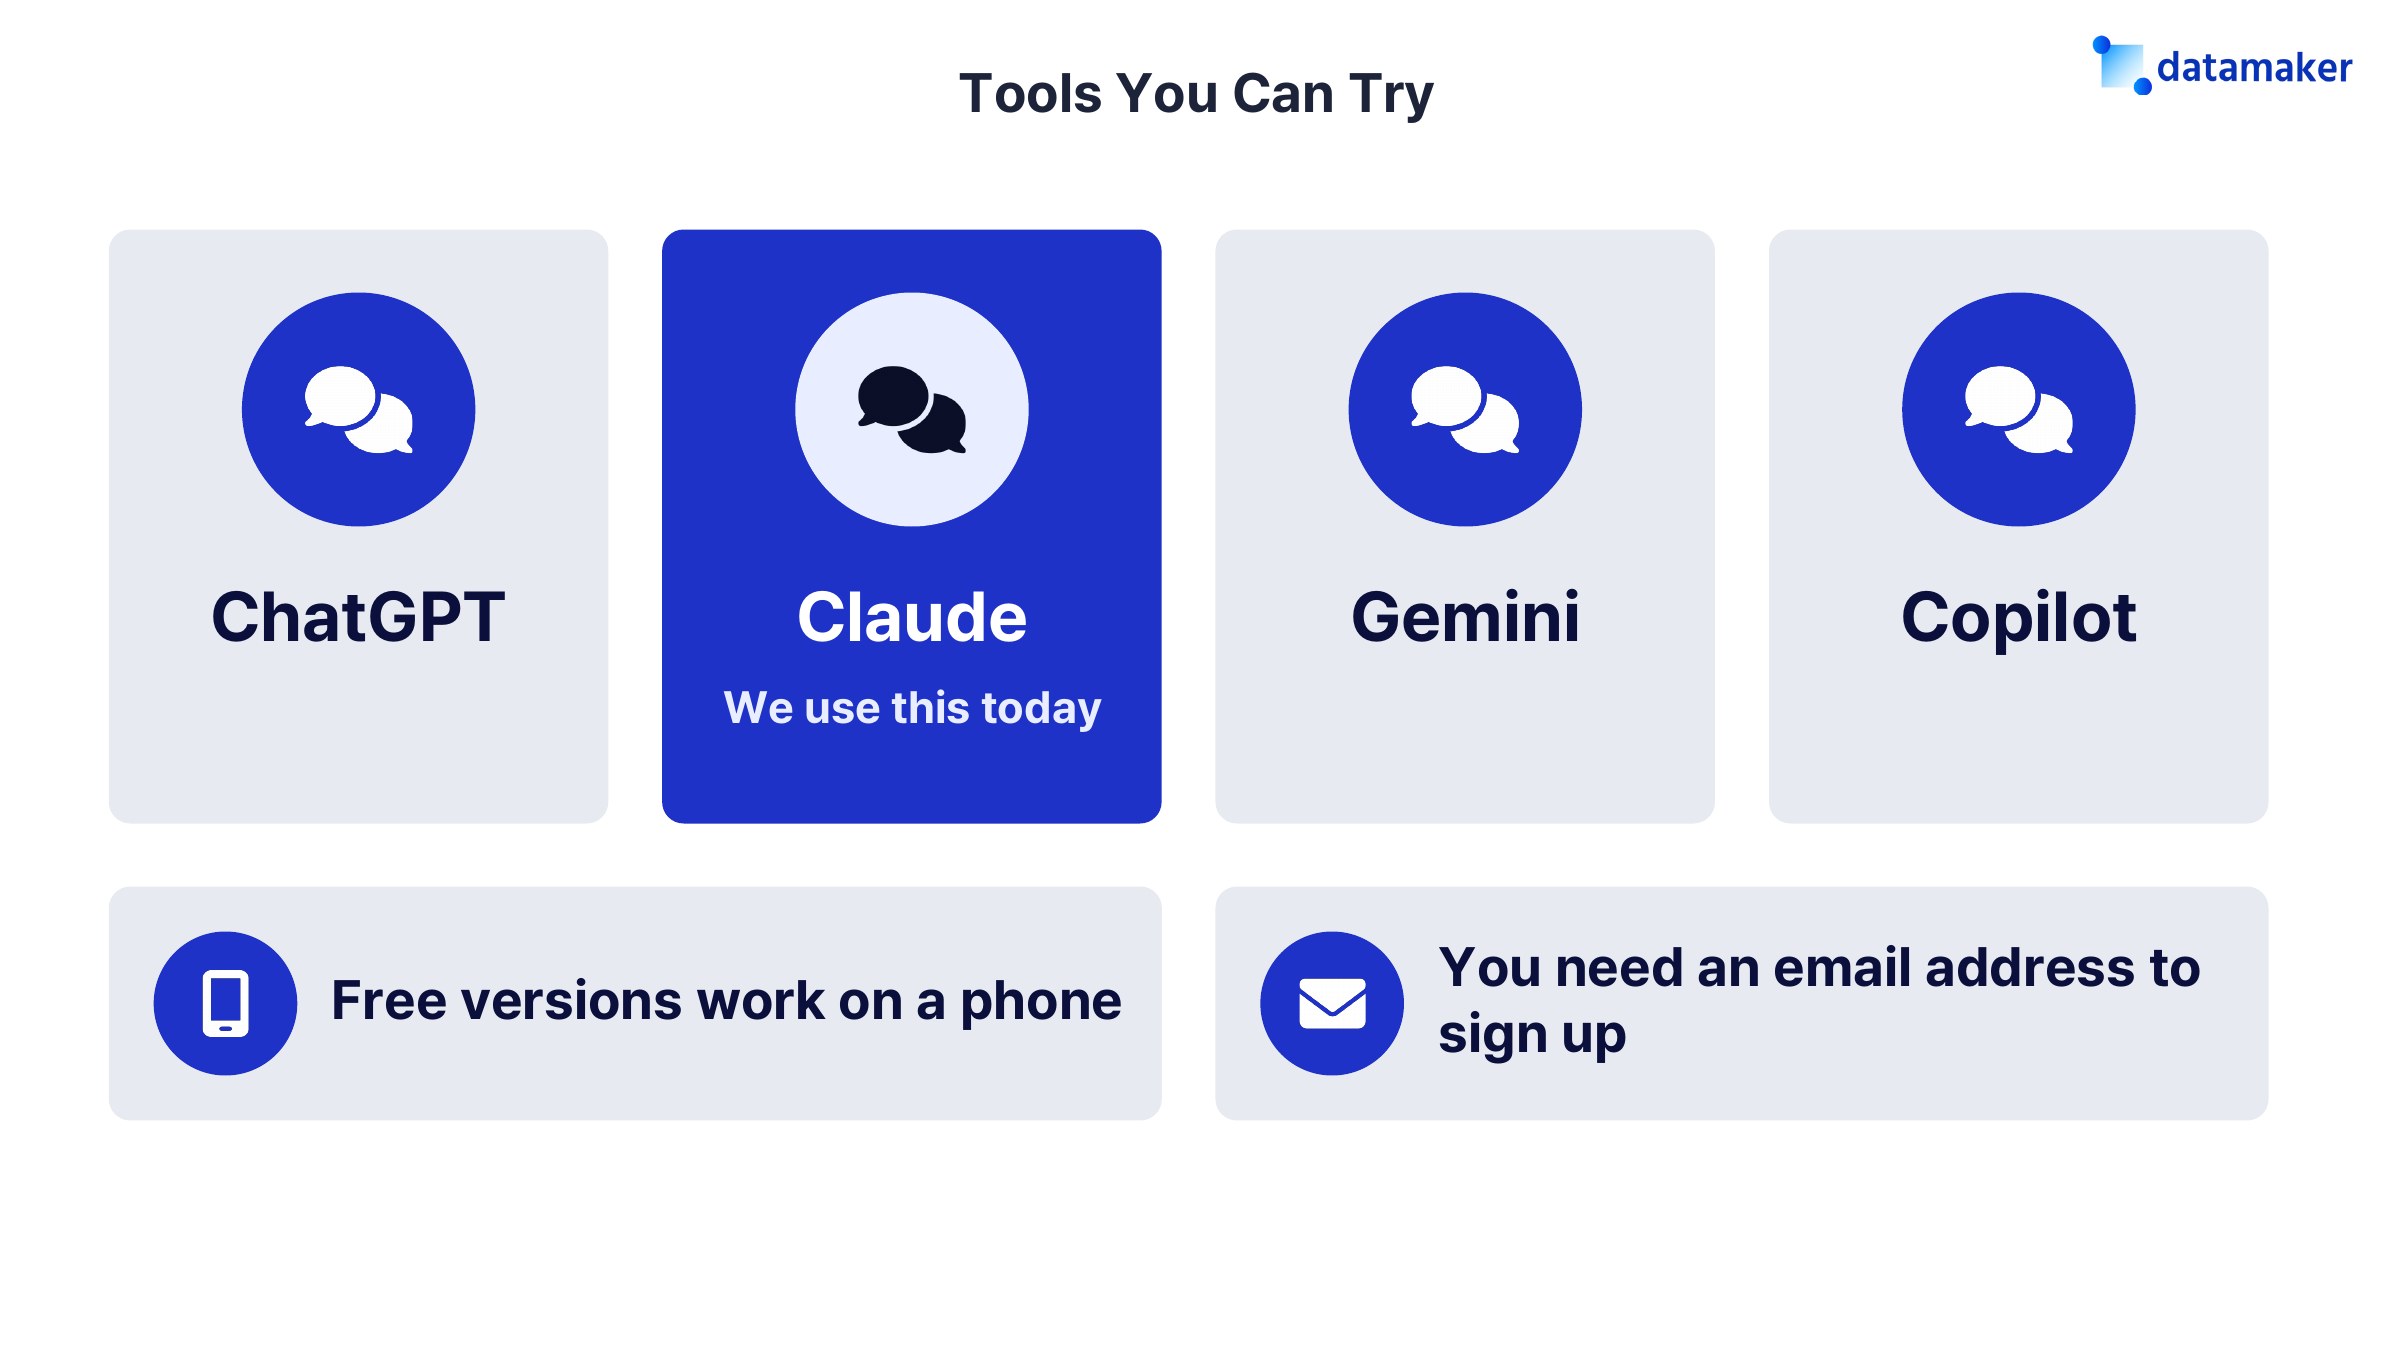 Tools You Can Try
datamaker
ChatGPT
Claude
We use this today
Gemini
Copilot
Free versions work on a phone
You need an email address to
sign up